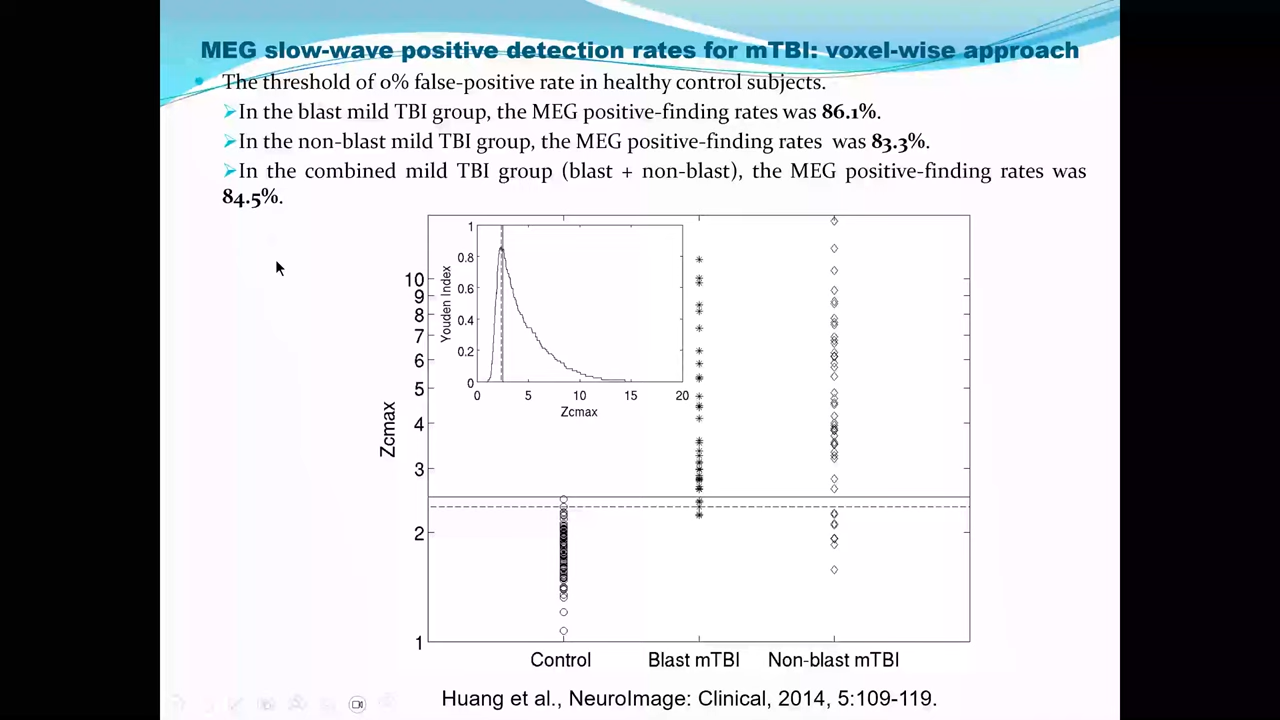 MEG slow-wave positive detection rates for mTBI: voxel-wise approach
• The threshold of 0% false-positive rate in healthy control subjects.
➢In the blast mild TBI group, the MEG positive-finding rates was 86.1%.
➢In the non-blast mild TBI group, the MEG positive-finding rates was 83.3%.
➢In the combined mild TBI group (blast + non-blast), the MEG positive-finding rates was
84.5%.
1
0.8
0.6
0.4
0.2
0
Youden Index
0 5 10 15 20
Zcmax
10
9
8
7
6
5
4
3
2
1
Zcmax
Control Blast mTBI Non-blast mTBI
Huang et al., NeuroImage: Clinical, 2014, 5:109-119.